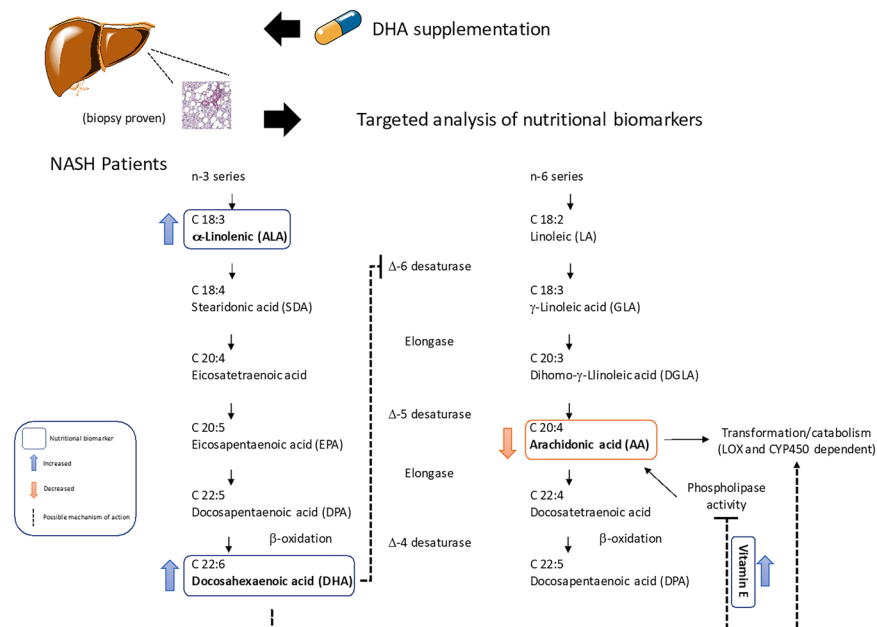 DHA supplementation
(biopsy proven)
Targeted analysis of nutritional biomarkers
NASH Patients
n-3 series
C 18:3
α-Linolenic (ALA)
C 18:4
Stearidonic acid (SDA)
C 20:4
Eicosatetraenoic acid
C 20:5
Eicosapentaenoic acid (EPA)
C 22:5
Docosapentaenoic acid (DPA)
β-oxidation
C 22:6
Docosahexaenoic acid (DHA)
Δ-6 desaturase
Elongase
Δ-5 desaturase
Elongase
Δ-4 desaturase
n-6 series
C 18:2
Linoleic (LA)
C 18:3
γ-Linoleic acid (GLA)
C 20:3
Dihomo-γ-Llinoleic acid (DGLA)
C 20:4
Arachidonic acid (AA)
C 22:4
Docosatetraenoic acid
β-oxidation
C 22:5
Docosapentaenoic acid (DPA)
Transformation/catabolism
(LOX and CYP450 dependent)
Phospholipase
activity
Vitamin E
Nutritional biomarker
Increased
Decreased
Possible mechanism of action